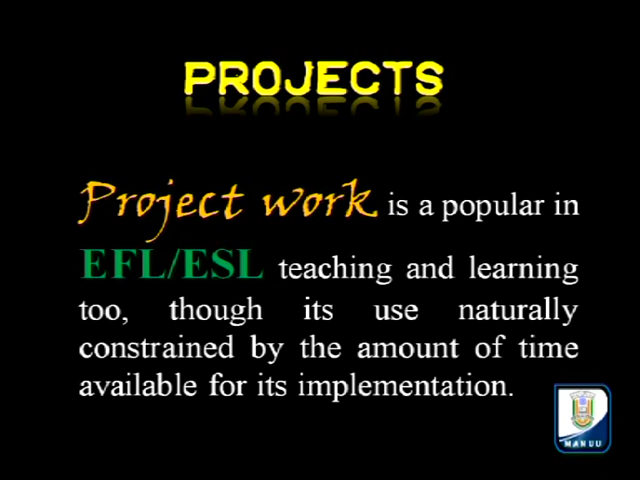 PROJECTS
Project work is a popular in
EFL/ESL teaching and learning
too, though its use naturally
constrained by the amount of time
available for its implementation.
MANUU